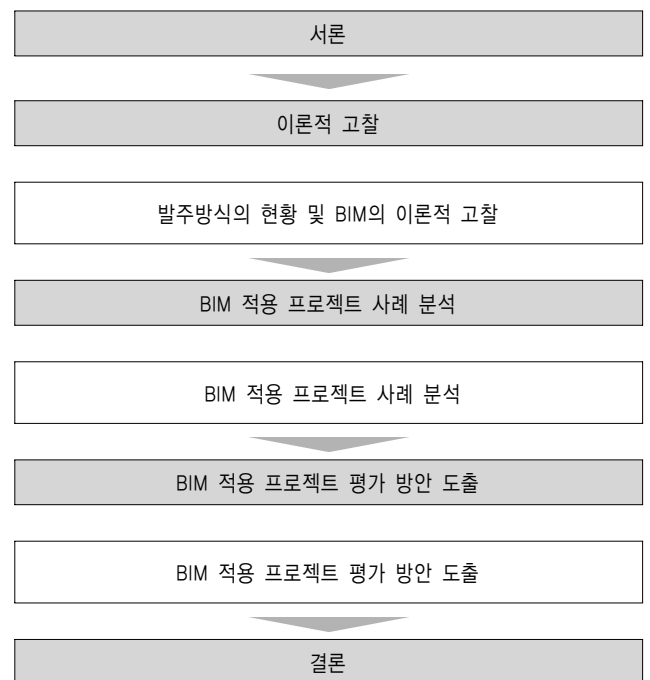 서론
이론적 고찰
발주방식의 현황 및 BIM의 이론적 고찰
BIM 적용 프로젝트 사례 분석
BIM 적용 프로젝트 사례 분석
BIM 적용 프로젝트 평가 방안 도출
BIM 적용 프로젝트 평가 방안 도출
결론